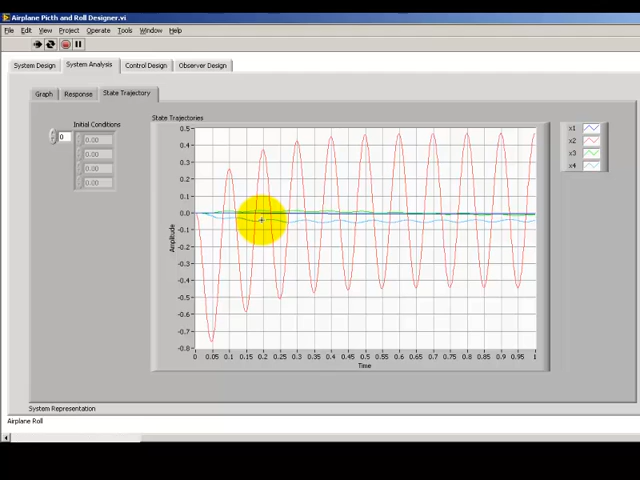 Airplane Picth and Roll Designer.vi
File Edit View Project Operate Tools Window Help
System Design System Analysis Control Design Observer Design
Graph Response State Trajectory
Initial Conditions
0
0.00
0.00
0.00
0.00
State Trajectories
0.5
0.4
0.3
0.2
0.1
0.0
-0.1
-0.2
-0.3
-0.4
-0.5
-0.6
-0.7
-0.8
Amplitude
0 0.05 0.1 0.15 0.2 0.25 0.3 0.35 0.4 0.45 0.5 0.55 0.6 0.65 0.7 0.75 0.8 0.85 0.9 0.95 1
Time
x1
x2
x3
x4
System Representation
Airplane Roll